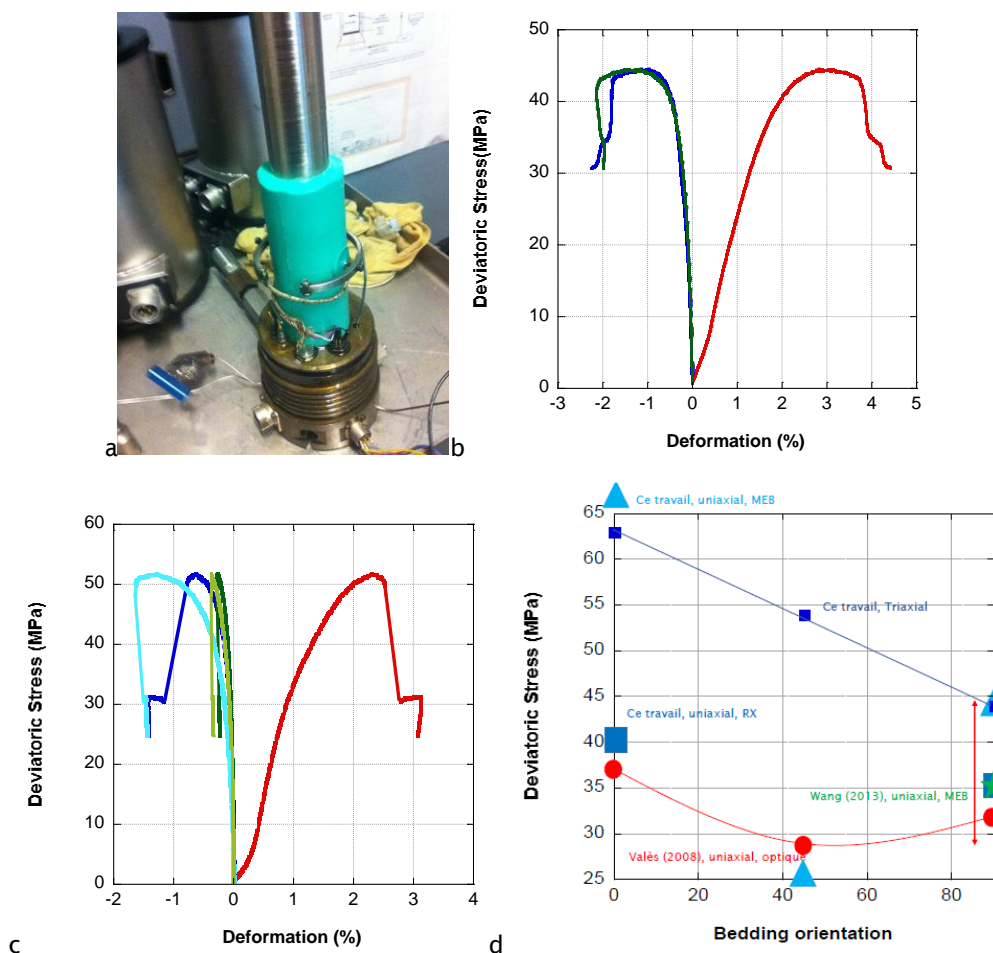 a
50
40
30
20
10
0
Deviatoric Stress(MPa)
-3 -2 -1 0 1 2 3 4 5
Deformation (%)
b
60
50
40
30
20
10
0
Deviatoric Stress (MPa)
-2 -1 0 1 2 3 4
Deformation (%)
c
Ce travail, uniaxial, MEB
65
60
55
50
45
40
35
30
25
Deviatoric Stress (MPa)
Ce travail, Triaxial
Ce travail, uniaxial, RX
Wang (2013), uniaxial, MEB
Valès (2008), uniaxial, optique
0 20 40 60 80
Bedding orientation
d